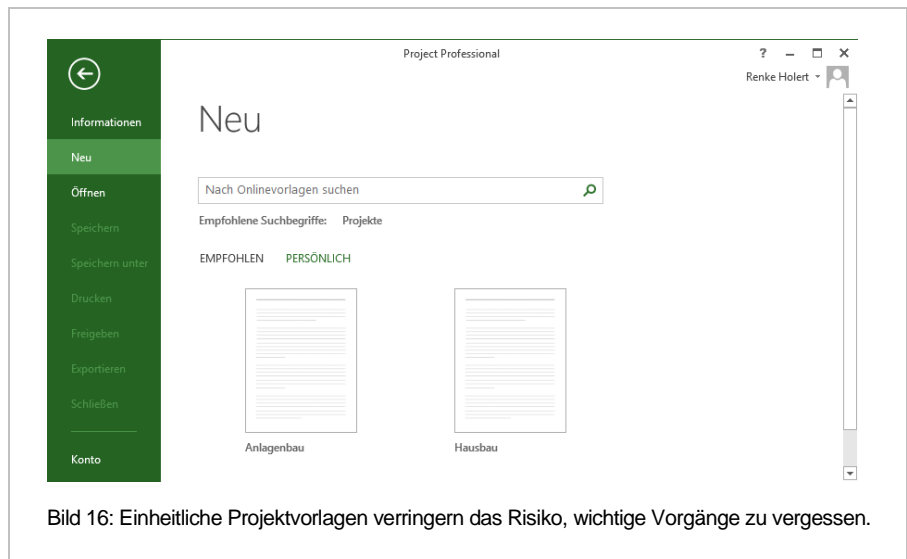 Project Professional
?
Renke Holert
Informationen
Neu
Öffnen
Speichern
Speichern unter
Drucken
Freigeben
Exportieren
Schließen
Konto
Neu
Nach Onlinevorlagen suchen
Empfohlene Suchbegriffe: Projekte
EMPFOHLEN PERSÖNLICH
Anlagenbau Hausbau
Bild 16: Einheitliche Projektvorlagen verringern das Risiko, wichtige Vorgänge zu vergessen.